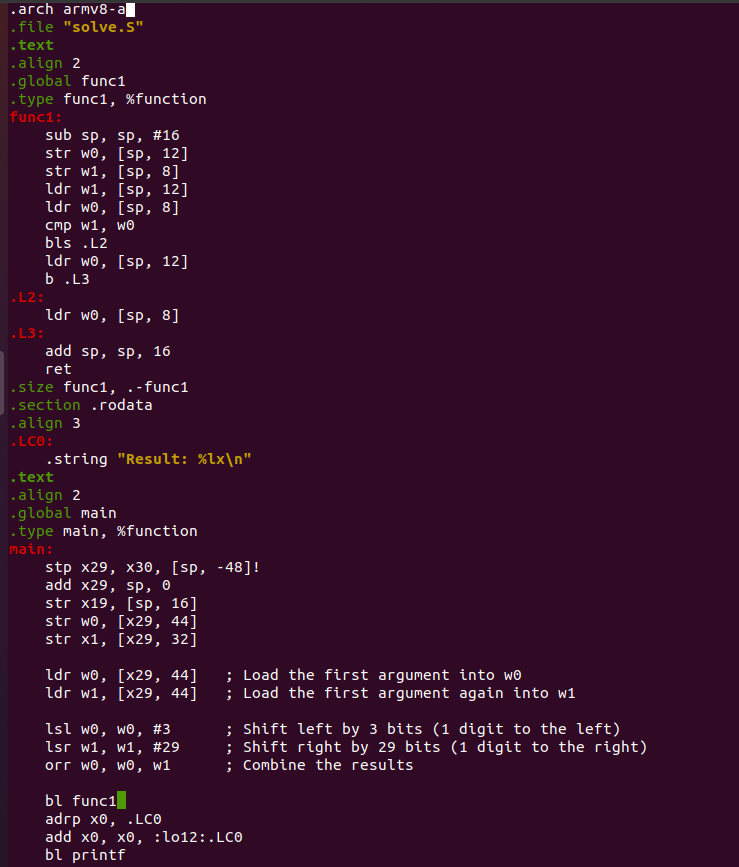 .arch armv8-a
.file "solve.S"
.text
.align 2
.global func1
.type func1, %function
func1:
    sub sp, sp, #16
    str w0, [sp, 12]
    str w1, [sp, 8]
    ldr w1, [sp, 12]
    ldr w0, [sp, 8]
    cmp w1, w0
    bls .L2
    ldr w0, [sp, 12]
    b .L3
.L2:
    ldr w0, [sp, 8]
.L3:
    add sp, sp, 16
    ret
.size func1, .-func1
.section .rodata
.align 3
.LC0:
    .string "Result: %lx\n"
.text
.align 2
.global main
.type main, %function
main:
    stp x29, x30, [sp, -48]!
    add x29, sp, 0
    str x19, [sp, 16]
    str w0, [x29, 44]
    str x1, [x29, 32]

    ldr w0, [x29, 44]   ; Load the first argument into w0
    ldr w1, [x29, 44]   ; Load the first argument again into w1

    lsl w0, w0, #3      ; Shift left by 3 bits (1 digit to the left)
    lsr w1, w1, #29     ; Shift right by 29 bits (1 digit to the right)
    orr w0, w0, w1      ; Combine the results

    bl func1
    adrp x0, .LC0
    add x0, x0, :lo12:.LC0
    bl printf